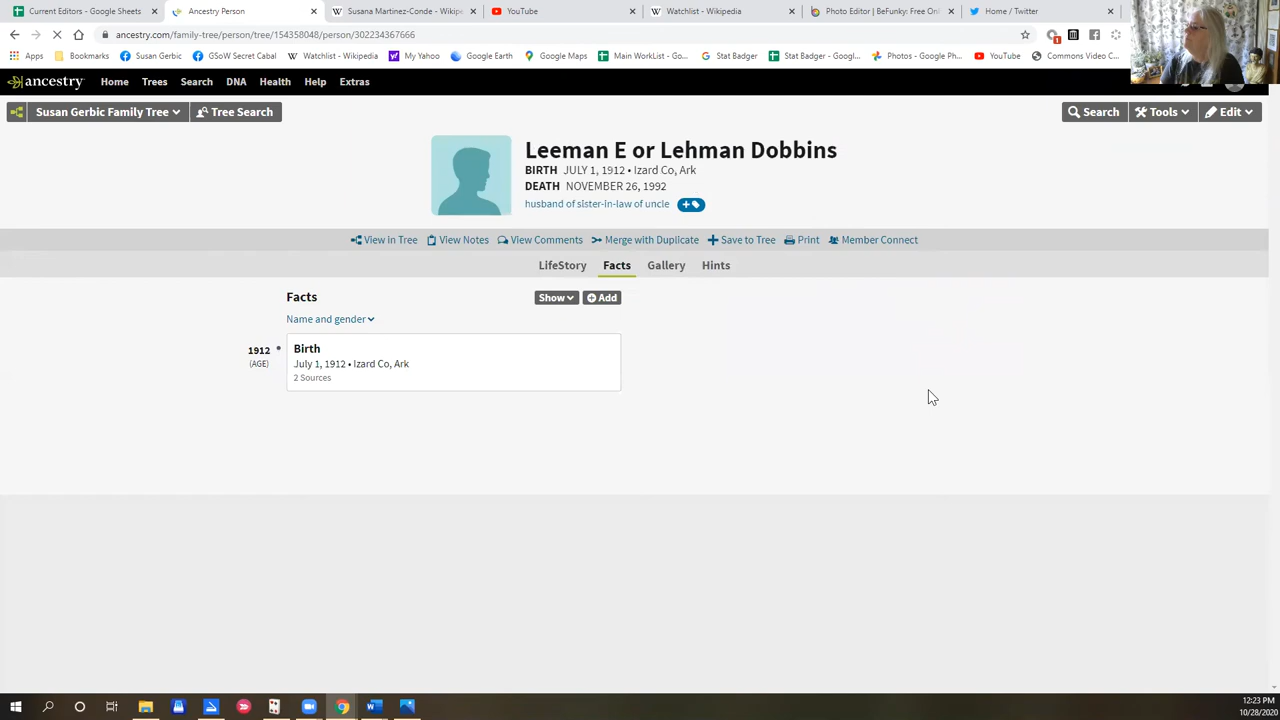 Current Editors - Google Sheets
Ancestry Person
Susana Martinez-Conde - Wikipe
YouTube
Watchlist - Wikipedia
Photo Editor | BeFunky: Free Onl
Home / Twitter
ancestry.com/family-tree/person/tree/154358048/person/302234367666
Apps
Bookmarks
Susan Gerbic
GSoW Secret Cabal
Watchlist - Wikipedia
My Yahoo
Google Earth
Google Maps
Main WorkList - Go...
Stat Badger
Stat Badger - Googl...
Photos - Google Ph...
YouTube
Commons Video C...
ancestry
Home
Trees
Search
DNA
Health
Help
Extras
Susan Gerbic Family Tree
Tree Search
Search
Tools
Edit
Leeman E or Lehman Dobbins
BIRTH JULY 1, 1912 • Izard Co, Ark
DEATH NOVEMBER 26, 1992
husband of sister-in-law of uncle
View in Tree
View Notes
View Comments
Merge with Duplicate
Save to Tree
Print
Member Connect
LifeStory
Facts
Gallery
Hints
Facts
Show
Add
Name and gender
1912
(AGE)
Birth
July 1, 1912 • Izard Co, Ark
2 Sources
12:23 PM
10/28/2020